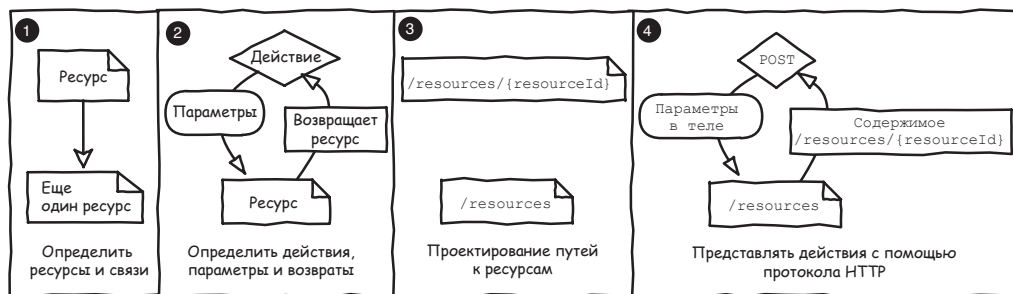 1
Ресурс
Еще
один ресурс
Определить
ресурсы и связи
2
Действие
Параметры
Возвращает
ресурс
Ресурс
Определить действия,
параметры и возвраты
3
/resources/{resourceId}
/resources
Проектирование путей
к ресурсам
4
POST
Параметры
в теле
Содержимое
/resources/{resourceId}
/resources
Представлять действия с помощью
протокола HTTP